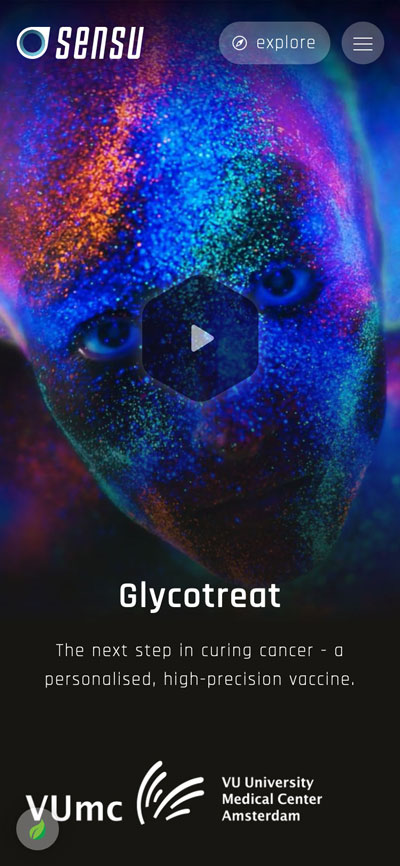 sensu
explore
Glycotreat
The next step in curing cancer - a
personalised, high-precision vaccine.
VUmc
VU University
Medical Center
Amsterdam